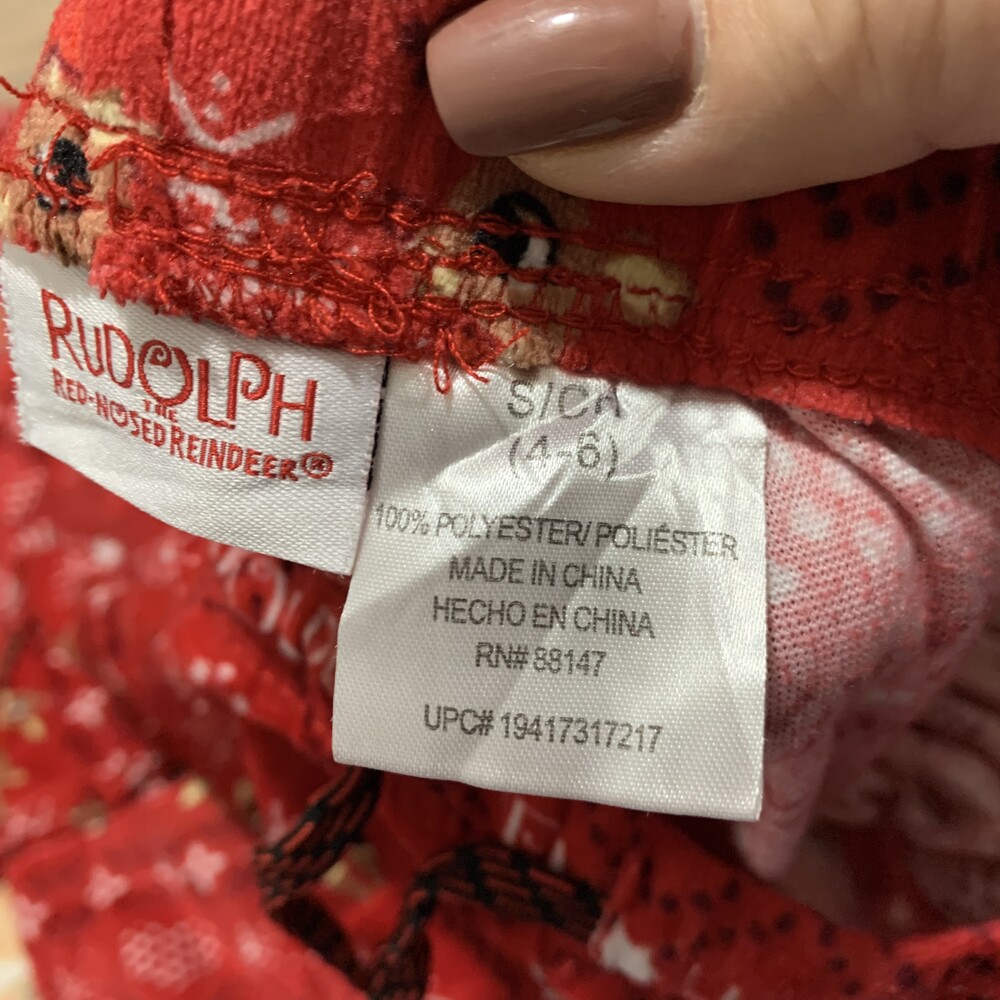 RUDOLPH
THE
RED-NOSED REINDEER®
S/CH
(4-6)
100% POLYESTER/ POLIÉSTER
MADE IN CHINA
HECHO EN CHINA
RN# 88147
UPC# 19417317217